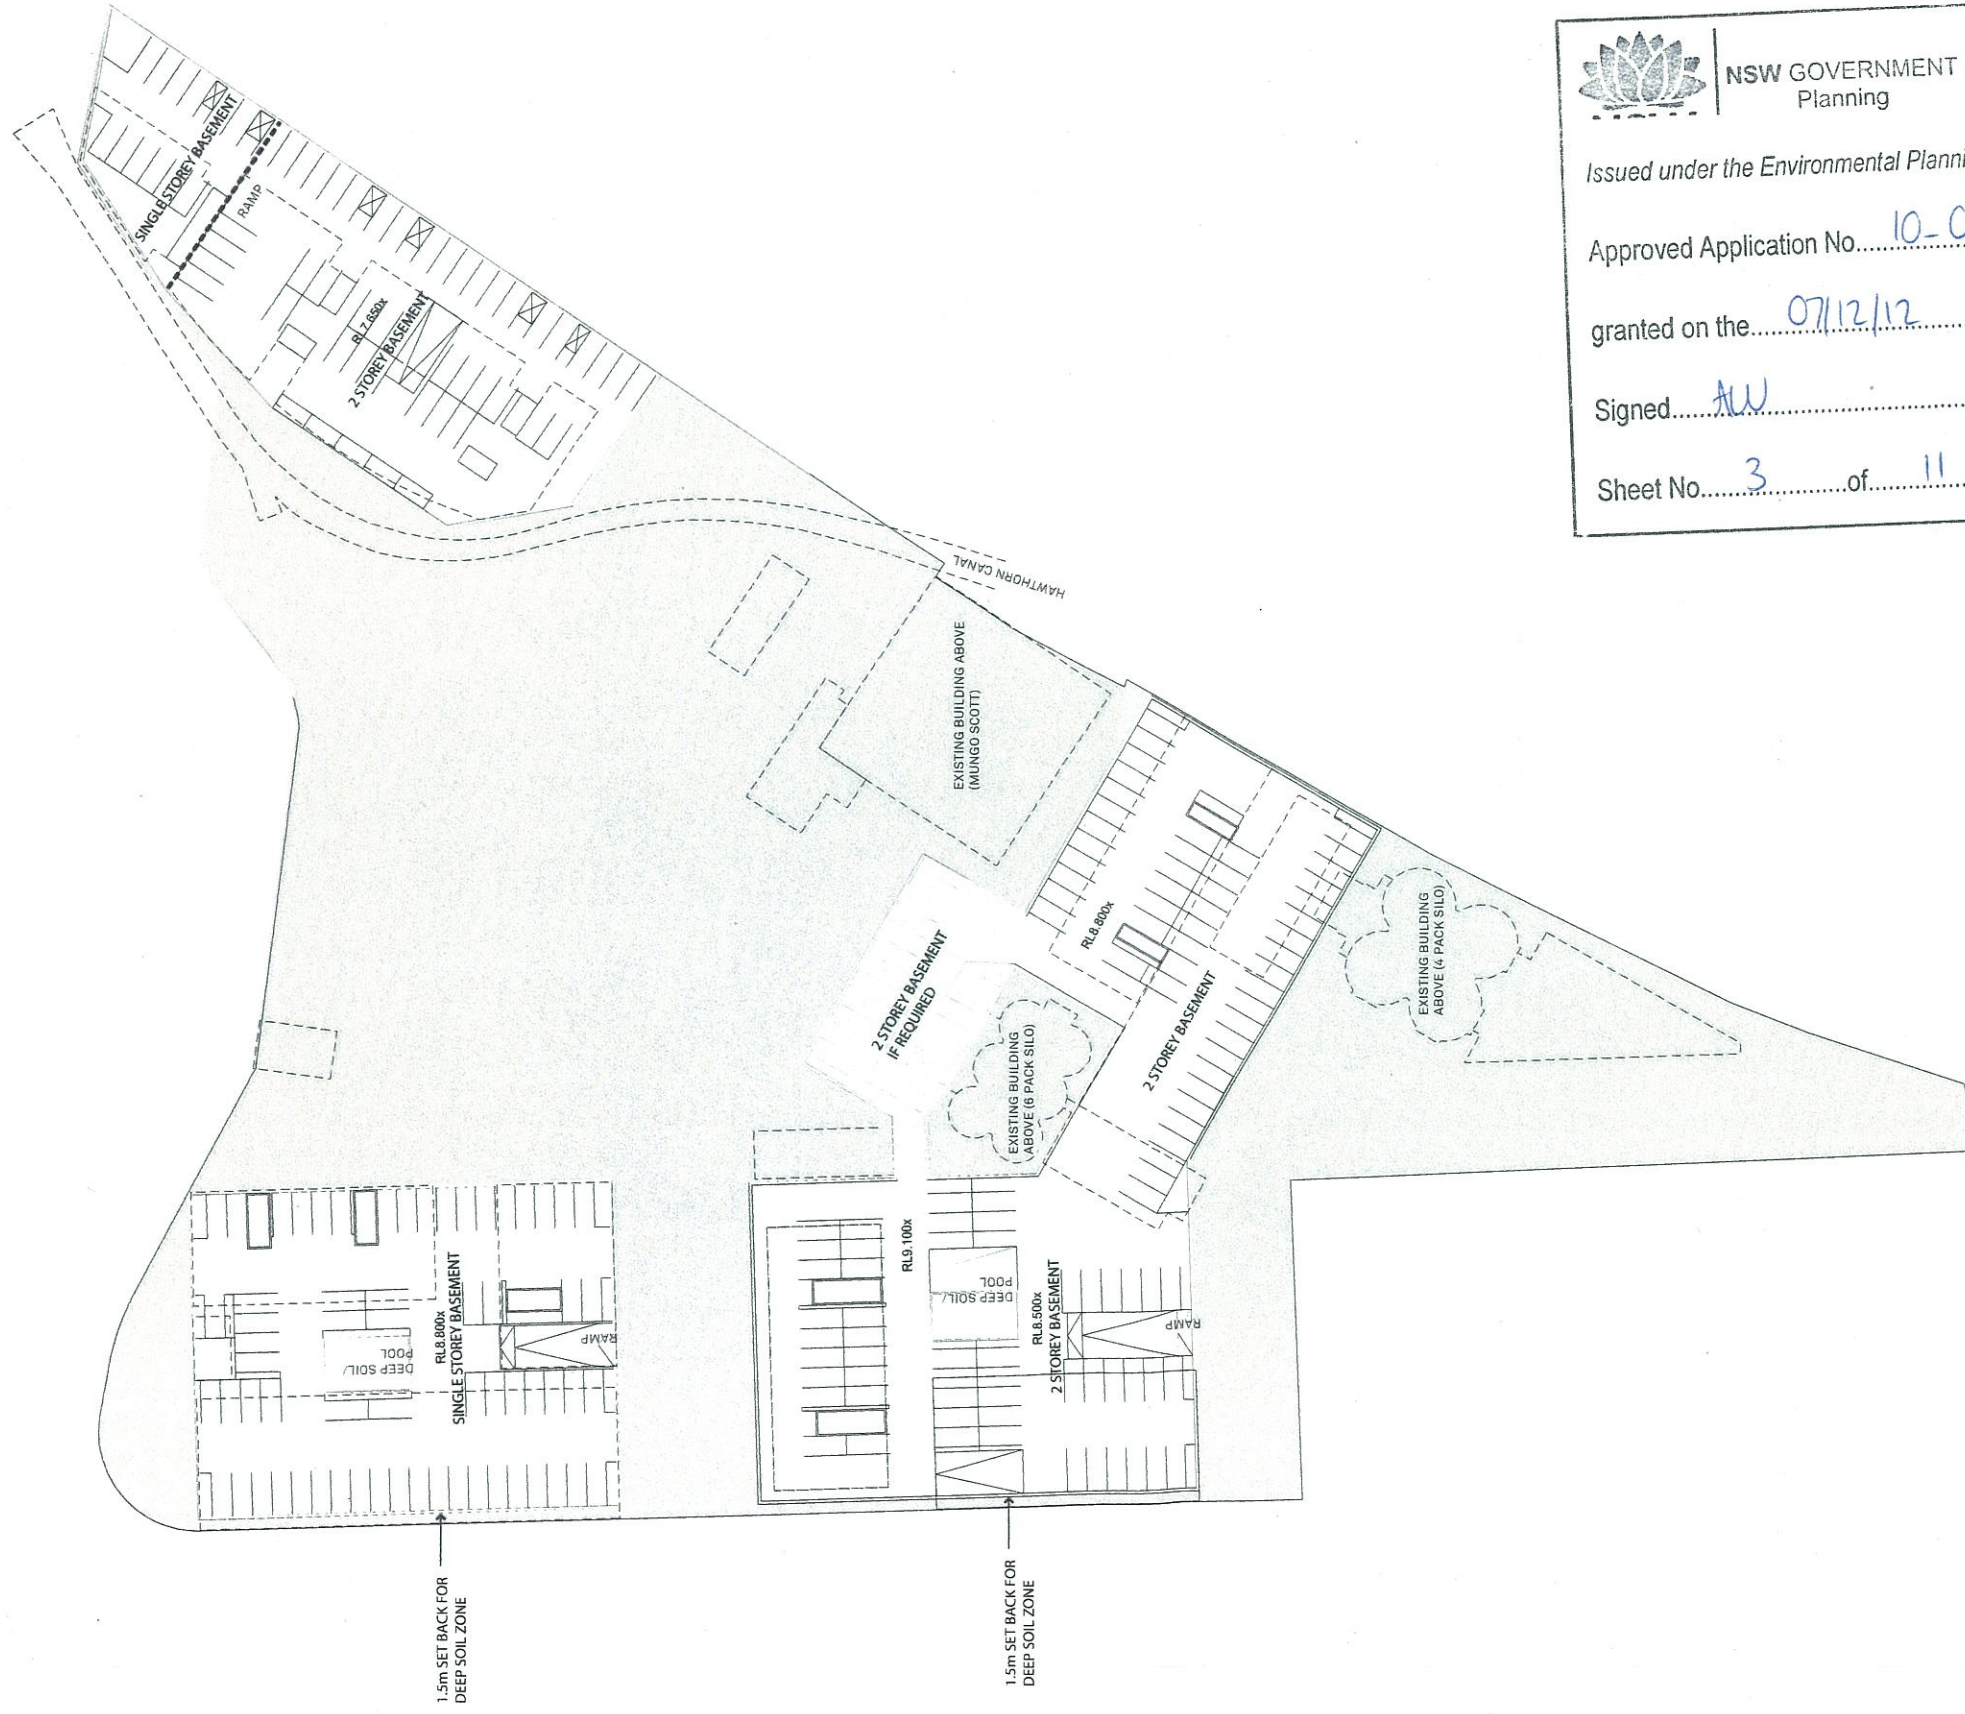 NSW GOVERNMENT
Planning
Issued under the Environmental Planni
Approved Application No.....10-
granted on the.....07/12/12
Signed.....
Sheet No.....3.....of.....11
SINGLE STOREY BASEMENT
RAMP
RL7.650x
2 STOREY BASEMENT
HAWTHORN CANAL
EXISTING BUILDING ABOVE
(MUNGO SCOTT)
RL8.800x
2 STOREY BASEMENT
2 STOREY BASEMENT
IF REQUIRED
EXISTING BUILDING
ABOVE (6 PACK SILO)
EXISTING BUILDING
ABOVE (4 PACK SILO)
RL8.800x
SINGLE STOREY BASEMENT
DEEP SOIL/
POOL
RAMP
RL9.100x
DEEP SOIL/
POOL
RL8.500x
2 STOREY BASEMENT
RAMP
1.5m SET BACK FOR
DEEP SOIL ZONE
1.5m SET BACK FOR
DEEP SOIL ZONE